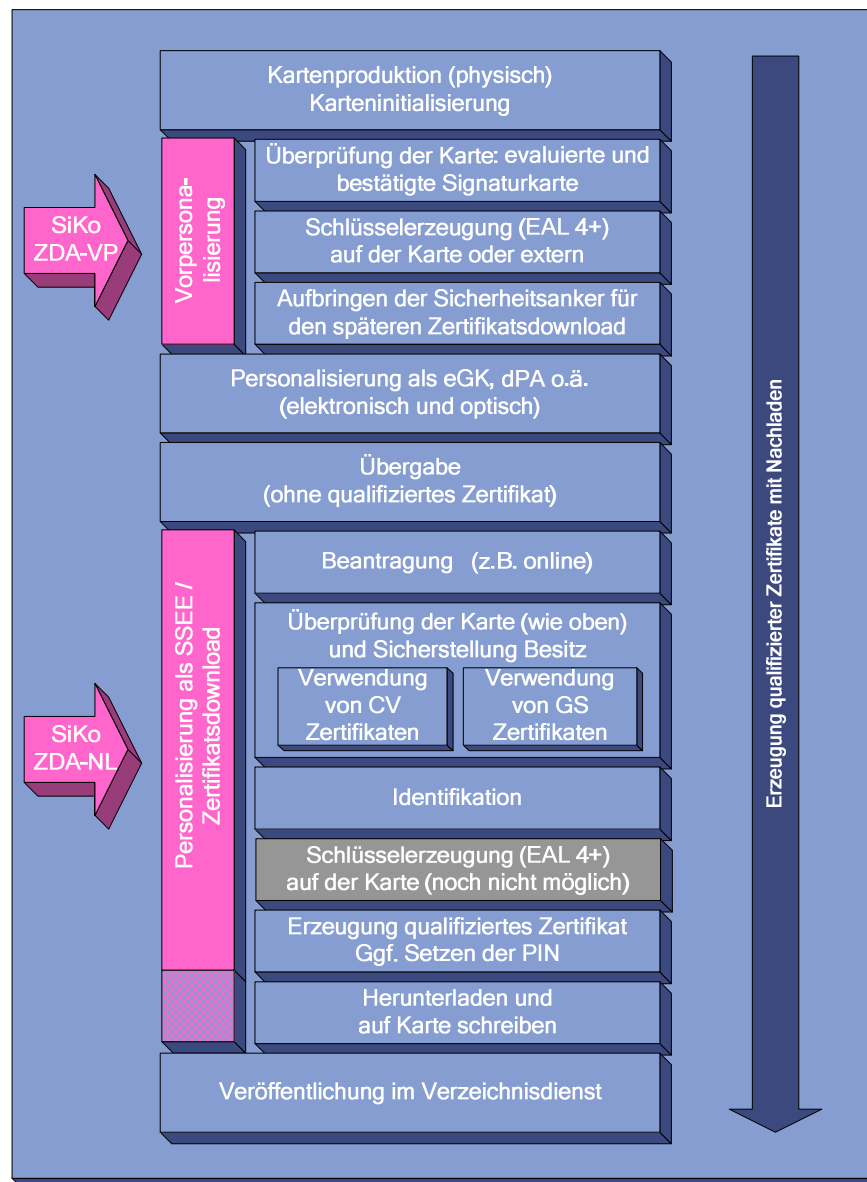 Kartenproduktion (physisch)
Karteninitialisierung
SiKo
ZDA-VP
Vorpersona-
lisierung
Überprüfung der Karte: evaluierte und
bestätigte Signaturkarte
Schlüsselerzeugung (EAL 4+)
auf der Karte oder extern
Aufbringen der Sicherheitsanker für
den späteren Zertifikatsdownload
Personalisierung als eGK, dPA o.ä.
(elektronisch und optisch)
Übergabe
(ohne qualifiziertes Zertifikat)
SiKo
ZDA-NL
Personalisierung als SSEE /
Zertifikatsdownload
Beantragung (z.B. online)
Überprüfung der Karte (wie oben)
und Sicherstellung Besitz
Verwendung
von CV
Zertifikaten
Verwendung
von GS
Zertifikaten
Identifikation
Schlüsselerzeugung (EAL 4+)
auf der Karte (noch nicht möglich)
Erzeugung qualifiziertes Zertifikat
Ggf. Setzen der PIN
Herunterladen und
auf Karte schreiben
Veröffentlichung im Verzeichnisdienst
Erzeugung qualifizierter Zertifikate mit Nachladen